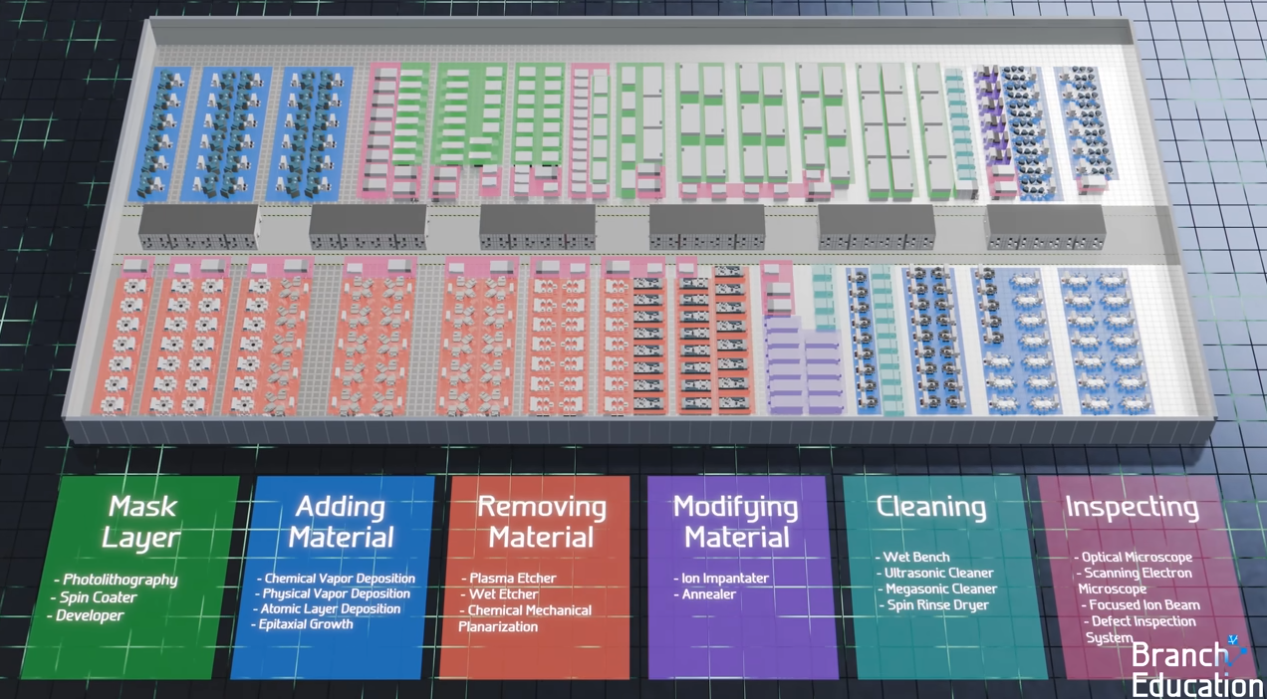 Mask
Layer
- Photolithography
- Spin Coater
- Developer
Adding
Material
- Chemical Vapor Deposition
- Physical Vapor Deposition
- Atomic Layer Deposition
- Epitaxial Growth
Removing
Material
- Plasma Etcher
- Wet Etcher
- Chemical Mechanical
Planarization
Modifying
Material
- Ion Impantater
- Annealer
Cleaning
- Wet Bench
- Ultrasonic Cleaner
- Megasonic Cleaner
- Spin Rinse Dryer
Inspecting
- Optical Microscope
- Scanning Electron
Microscope
- Focused Ion Beam
- Defect Inspection
System
Branch
Education